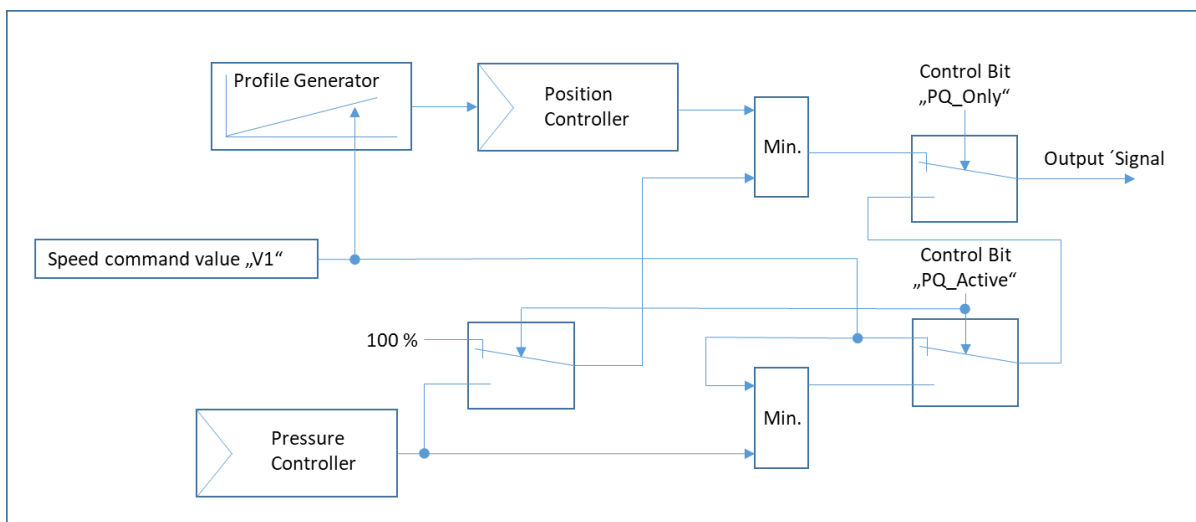 Profile Generator
Position
Controller
Min.
Control Bit
„PQ_Only“
Output ´Signal
Speed command value „V1“
Control Bit
„PQ_Active“
100 %
Min.
Pressure
Controller